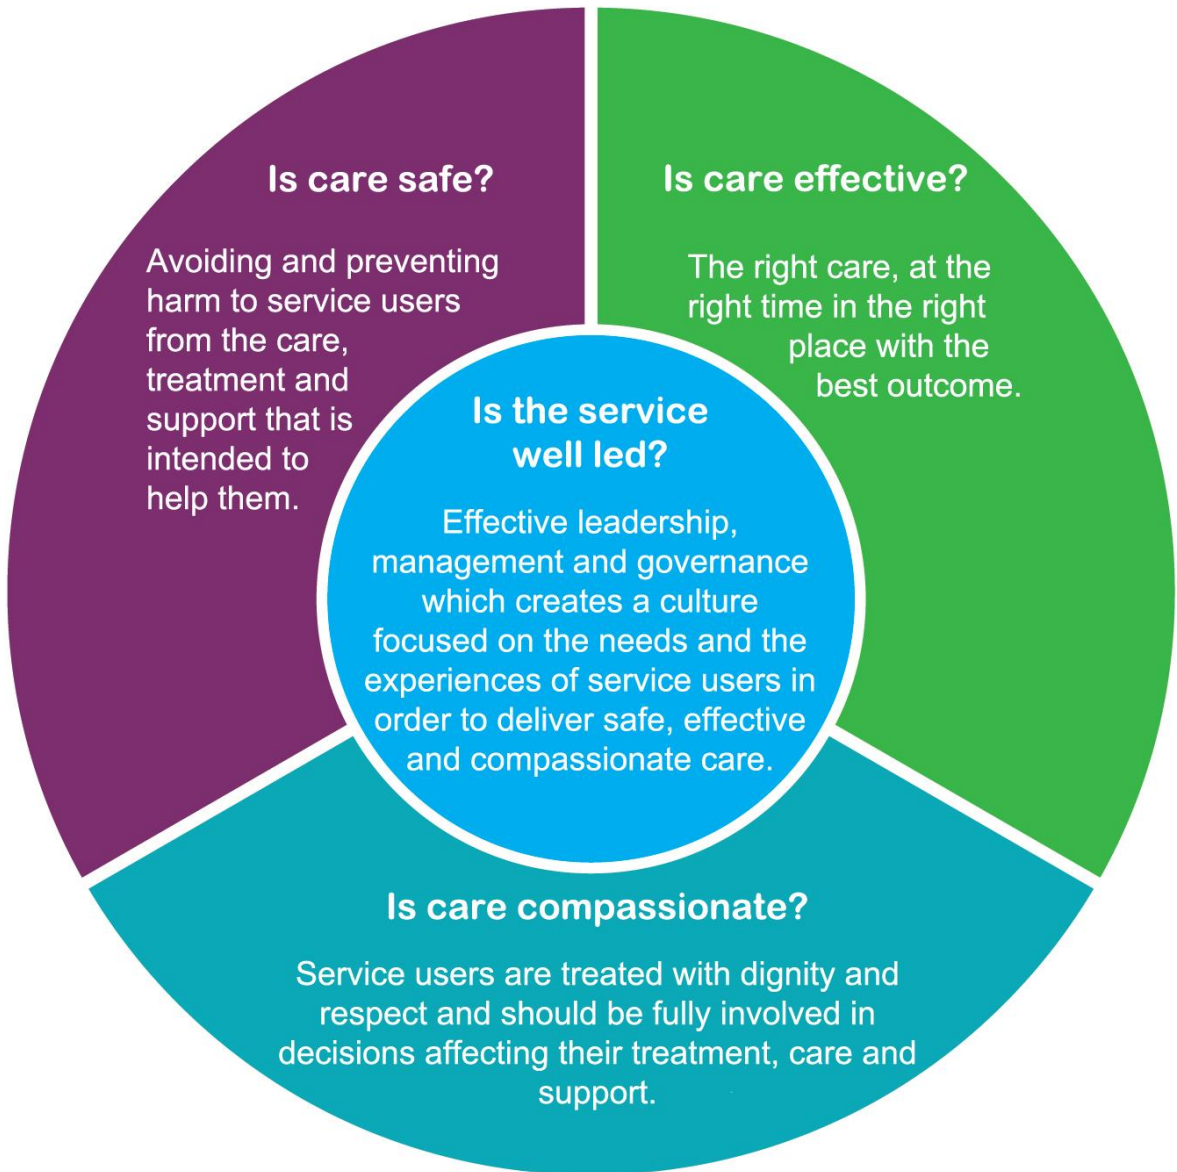 Is care safe?
Avoiding and preventing
harm to service users
from the care,
treatment and
support that is
intended to
help them.
Is care effective?
The right care, at the
right time in the right
place with the
best outcome.
Is the service
well led?
Effective leadership,
management and governance
which creates a culture
focused on the needs and the
experiences of service users in
order to deliver safe, effective
and compassionate care.
Is care compassionate?
Service users are treated with dignity and
respect and should be fully involved in
decisions affecting their treatment, care and
support.